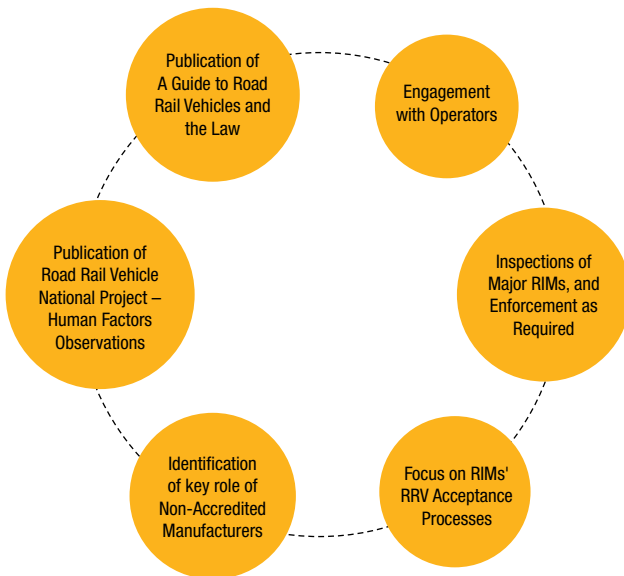 Publication of
A Guide to Road
Rail Vehicles and
the Law
Engagement
with Operators
Inspections of
Major RIMs, and
Enforcement as
Required
Focus on RIMs'
RRV Acceptance
Processes
Identification
of key role of
Non-Accredited
Manufacturers
Publication of
Road Rail Vehicle
National Project –
Human Factors
Observations